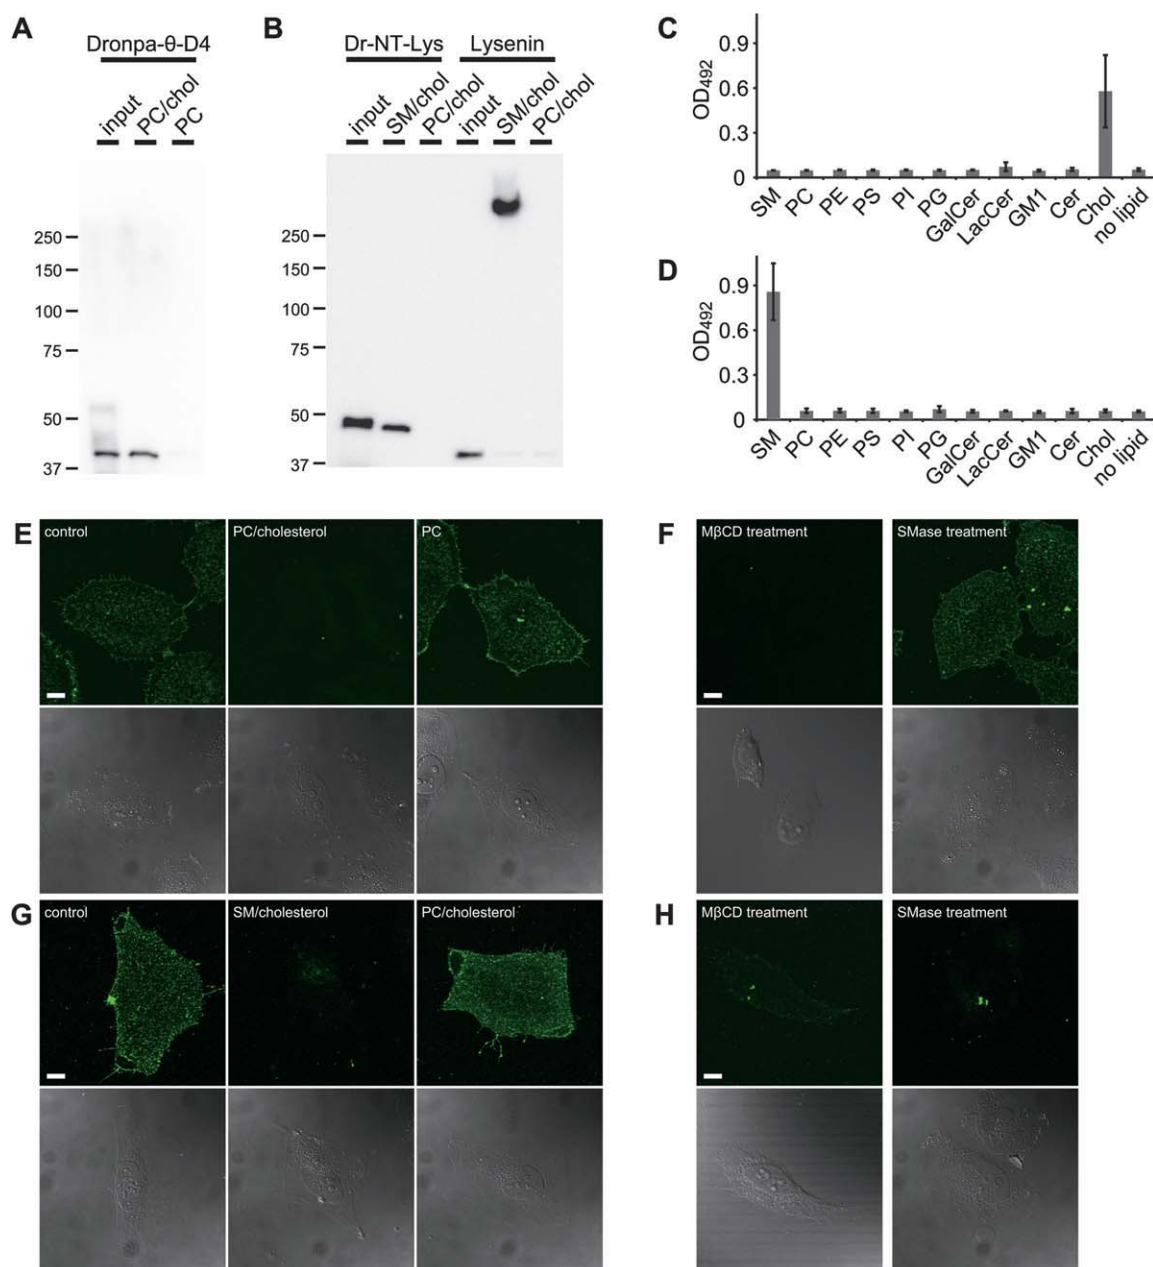 A
Dronpa-θ-D4
input
PC/chol
PC
250
150
100
75
50
37
B
Dr-NT-Lys
Lysenin
input
SM/chol
PC/chol
input
SM/chol
PC/chol
250
150
100
75
50
37
C
OD492
0.9
0.6
0.3
0
SM
PC
PE
PS
PI
PG
GalCer
LacCer
GM1
Cer
Chol
no lipid
D
OD492
0.9
0.6
0.3
0
SM
PC
PE
PS
PI
PG
GalCer
LacCer
GM1
Cer
Chol
no lipid
E
control
PC/cholesterol
PC
F
MβCD treatment
SMase treatment
G
control
SM/cholesterol
PC/cholesterol
H
MβCD treatment
SMase treatment